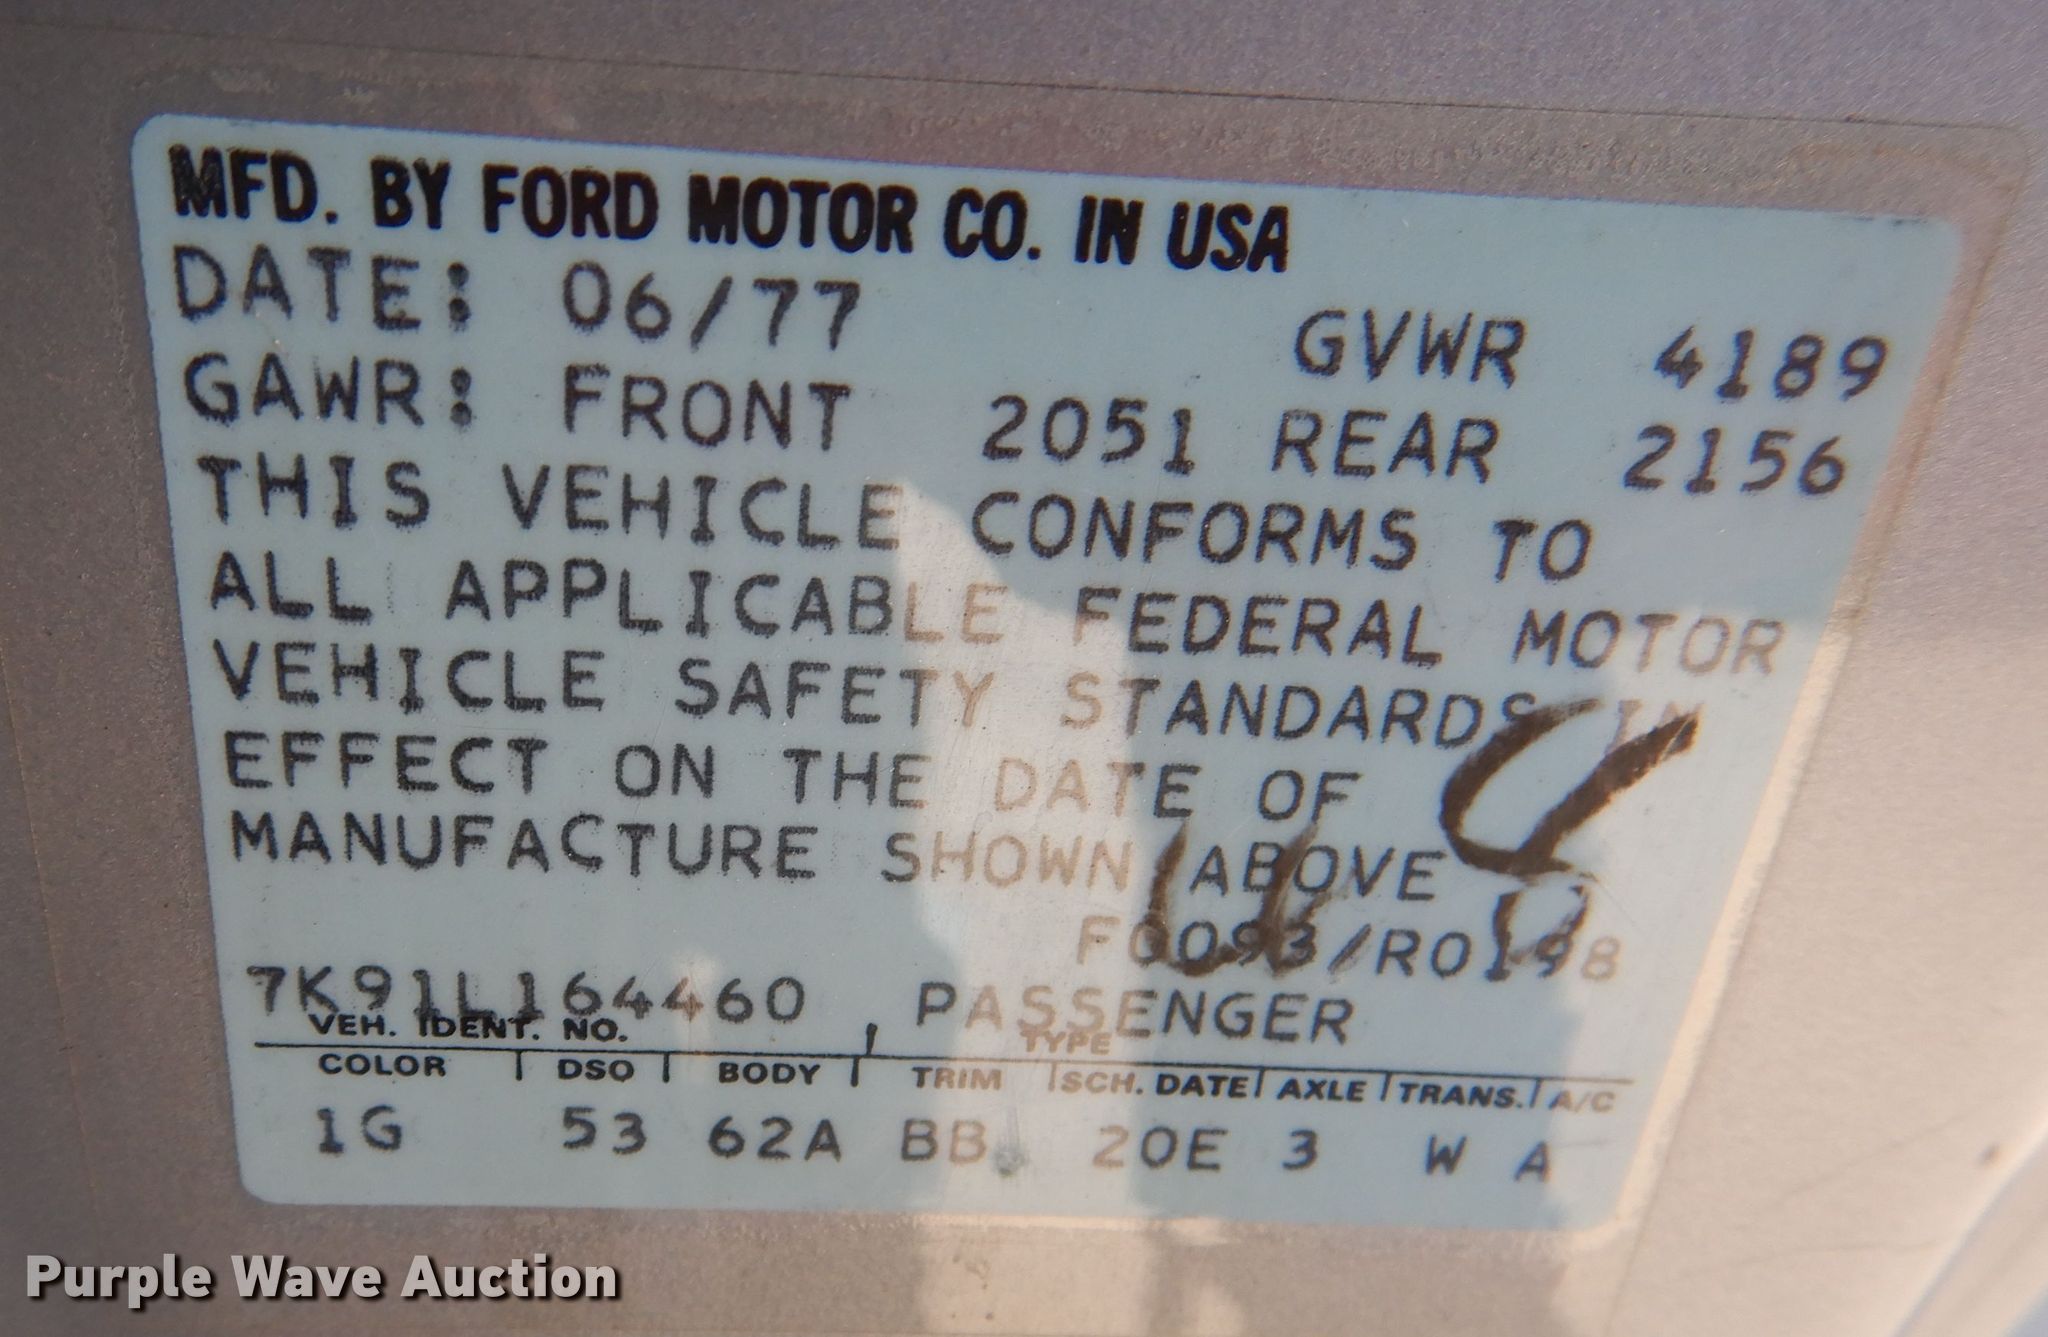 MFD. BY FORD MOTOR CO. IN USA
DATE: 06/77 GVWR 4189
GAWR: FRONT 2051 REAR 2156
THIS VEHICLE CONFORMS TO
ALL APPLICABLE FEDERAL MOTOR
VEHICLE SAFETY STANDARDS IN
EFFECT ON THE DATE OF
MANUFACTURE SHOWN ABOVE
F0093/R0198
7K91L164460 PASSENGER
VEH. IDENT. NO. TYPE
COLOR DSO BODY TRIM SCH. DATE AXLE TRANS. A/C
1G 53 62A BB 20E 3 W A
Purple Wave Auction